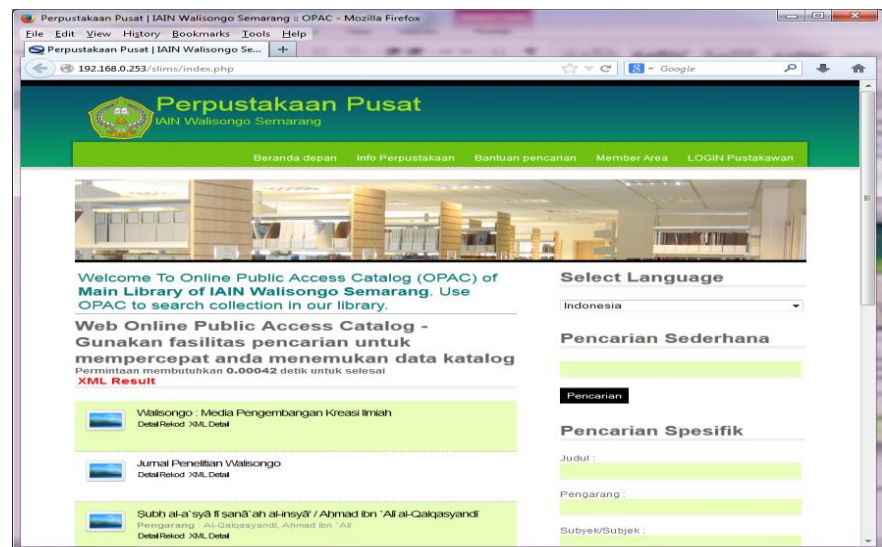 Perpustakaan Pusat | IAIN Walisongo Semarang :: OPAC - Mozilla Firefox
File Edit View History Bookmarks Tools Help
Perpustakaan Pusat | IAIN Walisongo Se... +
192.168.0.253/slims/index.php
Google
Perpustakaan Pusat
IAIN Walisongo Semarang
Beranda depan Info Perpustakaan Bantuan pencarian Member Area LOGIN Pustakawan
Welcome To Online Public Access Catalog (OPAC) of
Main Library of IAIN Walisongo Semarang. Use
OPAC to search collection in our library.
Web Online Public Access Catalog -
Gunakan fasilitas pencarian untuk
mempercepat anda menemukan data katalog
Permintaan membutuhkan 0.00042 detik untuk selesai
XML Result
Walisongo : Media Pengembangan Kreasi Ilmiah
Detail Rekod XML Detail
Jurnal Penelitian Walisongo
Detail Rekod XML Detail
Ṣubḥ al-a`syā fī ṣanā`ah al-insyā' / Aḥmad ibn `Alī al-Qalqasyandī
Pengarang : Al-Qalqasyandī, Aḥmad ibn `Alī
Detail Rekod XML Detail
Select Language
Indonesia
Pencarian Sederhana
Pencarian
Pencarian Spesifik
Judul :
Pengarang :
Subyek/Subjek :